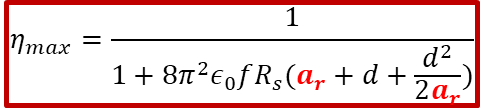 η_max = 1 / (1 + 8π²ϵ₀fR_s(a_r + d + d²/2a_r))